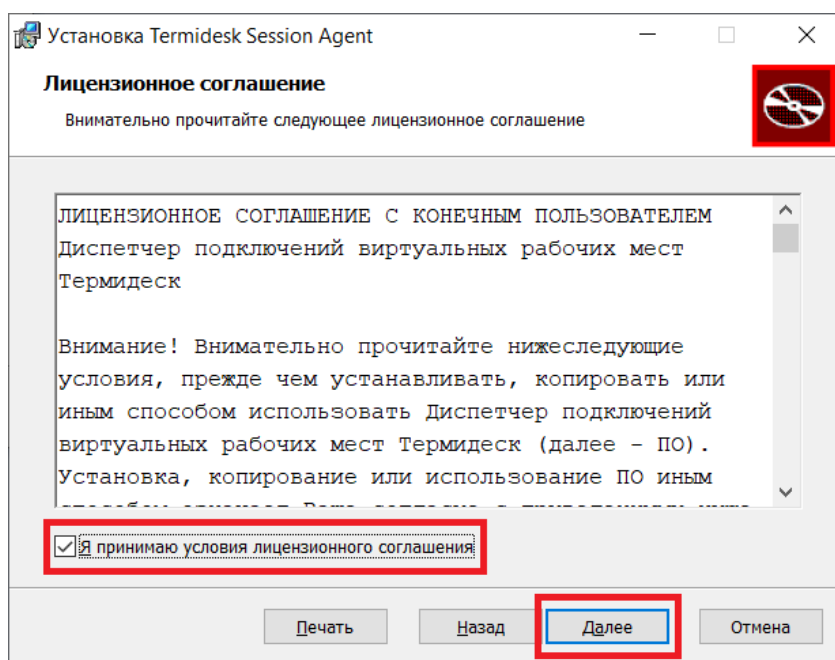 Установка Termidesk Session Agent
Лицензионное соглашение
Внимательно прочитайте следующее лицензионное соглашение
ЛИЦЕНЗИОННОЕ СОГЛАШЕНИЕ С КОНЕЧНЫМ ПОЛЬЗОВАТЕЛЕМ
Диспетчер подключений виртуальных рабочих мест
Термидеск
Внимание! Внимательно прочитайте нижеследующие
условия, прежде чем устанавливать, копировать или
иным способом использовать Диспетчер подключений
виртуальных рабочих мест Термидеск (далее – ПО).
Установка, копирование или использование ПО иным
Я принимаю условия лицензионного соглашения
Печать
Назад
Далее
Отмена